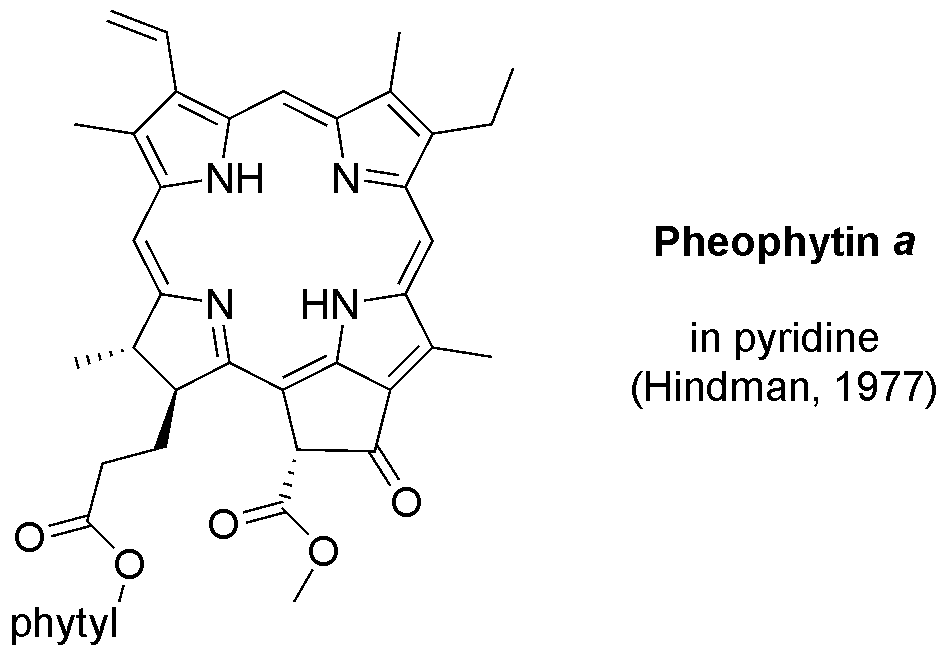 NH
N
N
HN
O
O
O
O
O
phytyl
Pheophytin a
in pyridine
(Hindman, 1977)